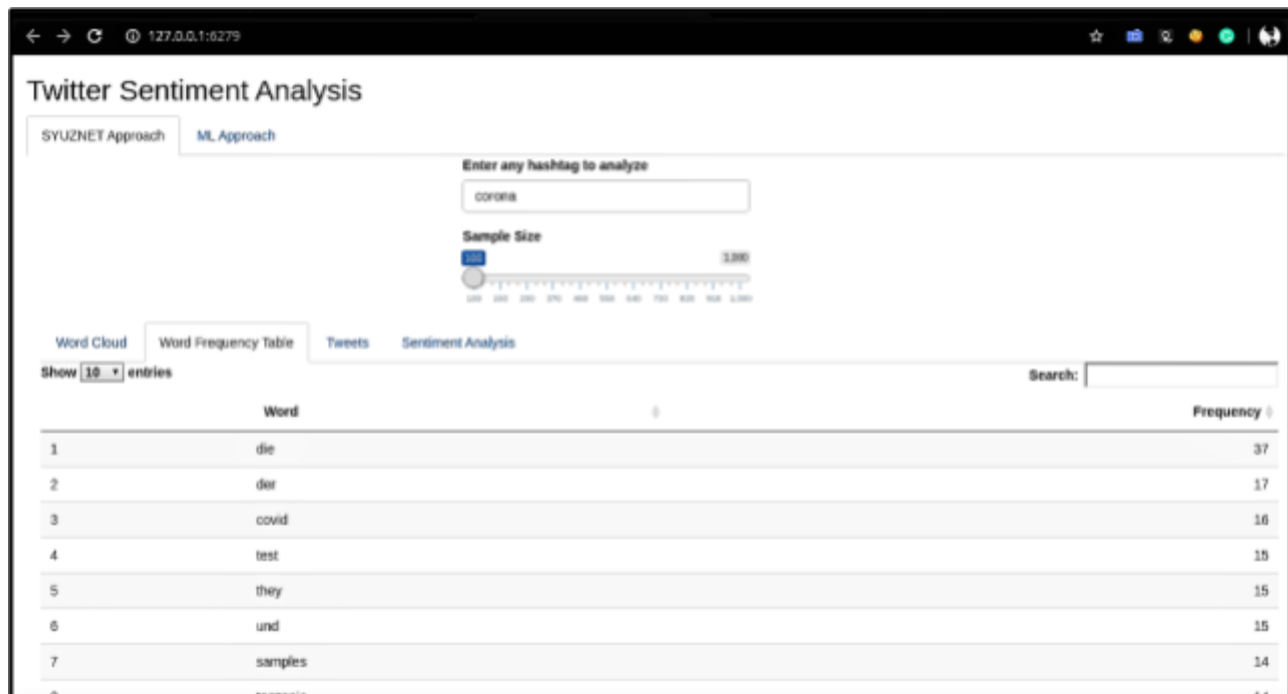 127.0.0.1:6279
Twitter Sentiment Analysis
SYUZNET Approach ML Approach
Enter any hashtag to analyze
corona
Sample Size
100 1,000
Word Cloud Word Frequency Table Tweets Sentiment Analysis
Show 10 entries Search:
Word Frequency
1 die 37
2 der 17
3 covid 16
4 test 15
5 they 15
6 und 15
7 samples 14